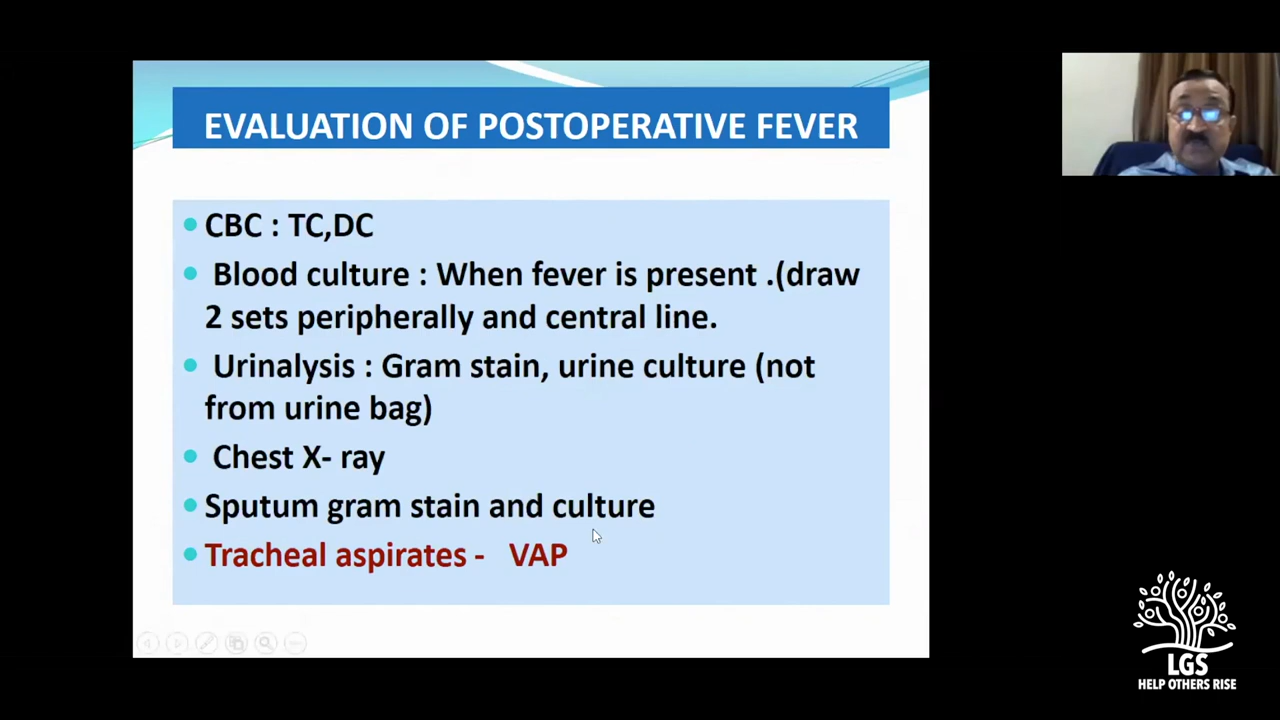 EVALUATION OF POSTOPERATIVE FEVER
CBC : TC,DC
Blood culture : When fever is present .(draw
2 sets peripherally and central line.
Urinalysis : Gram stain, urine culture (not
from urine bag)
Chest X- ray
Sputum gram stain and culture
Tracheal aspirates - VAP
LGS
HELP OTHERS RISE